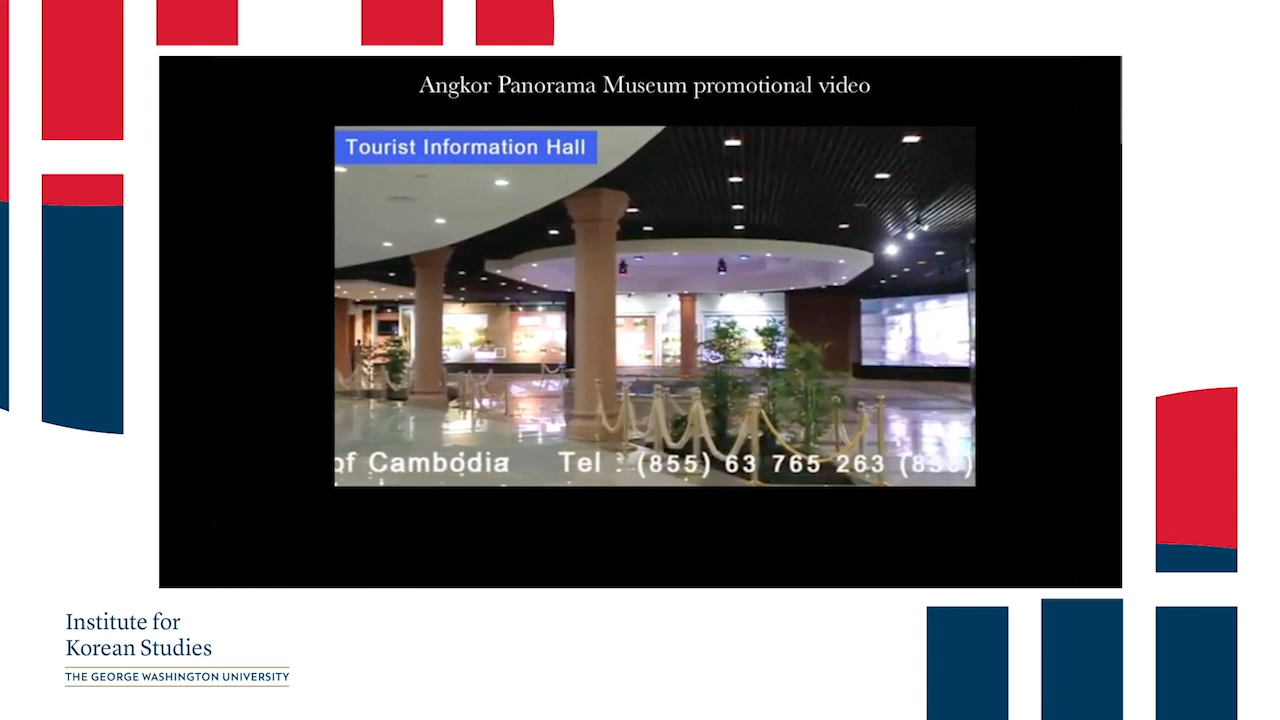 Angkor Panorama Museum promotional video
Tourist Information Hall
of Cambodia Tel : (855) 63 765 263 (855)
Institute for
Korean Studies
THE GEORGE WASHINGTON UNIVERSITY